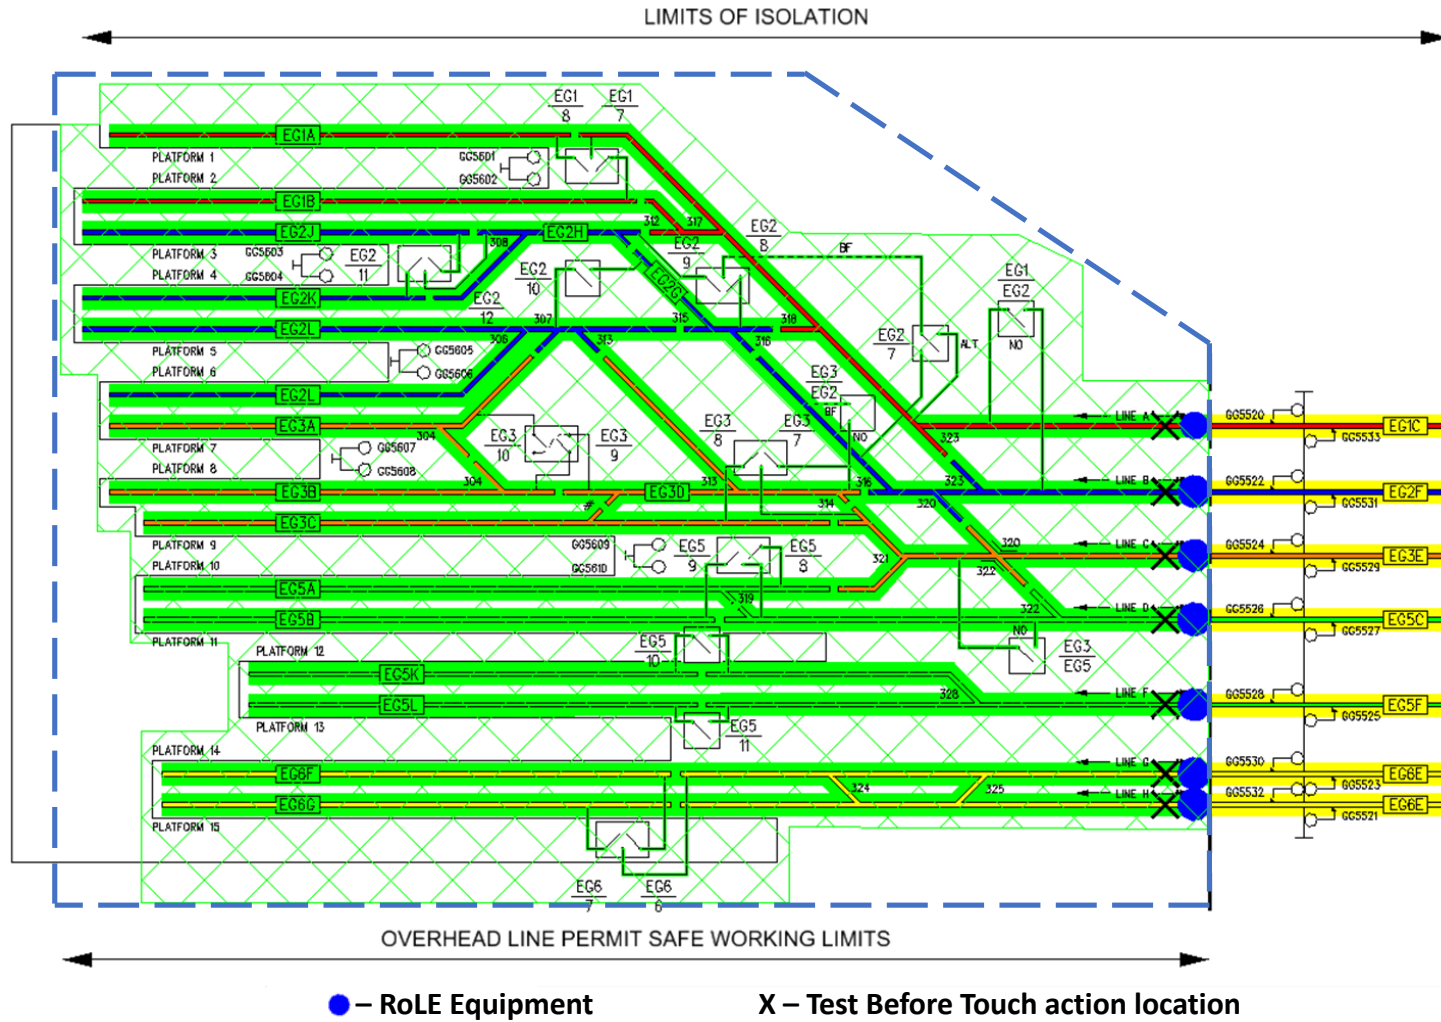 LIMITS OF ISOLATION
EG1
8
EG1
7
EG1A
PLATFORM 1
GG5601
PLATFORM 2
GG5602
EG1B
312
317
EG2J
308
EG2H
EG2
8
PLATFORM 3
GG5603
EG2
11
EG2
9
BF
PLATFORM 4
GG5604
EG2
10
EG2G
EG1
EG2
NO
EG2K
EG2
12
307
315
318
EG2L
306
313
316
EG2
7
ALT
PLATFORM 5
GG5605
PLATFORM 6
GG5606
EG3
EG2
BF
NO
EG2L
EG3A
304
EG3
10
EG3
9
EG3
8
EG3
7
323
LINE A
GG5520
GG5533
EG1C
PLATFORM 7
GG5607
PLATFORM 8
GG5608
304
313
316
323
LINE B
GG5522
GG5531
EG2F
EG3B
EG3D
314
320
EG3C
PLATFORM 9
GG5609
EG5
9
EG5
8
321
320
322
LINE C
GG5524
GG5529
EG3E
PLATFORM 10
GG5610
EG5A
319
322
LINE D
GG5526
GG5527
EG5C
EG5B
PLATFORM 11
PLATFORM 12
EG5
10
NO
EG3
EG5
EG5K
328
LINE F
GG5528
GG5525
EG5F
EG5L
PLATFORM 13
EG5
11
PLATFORM 14
LINE G
GG5530
GG5523
EG6E
EG6F
324
325
LINE H
GG5532
GG5521
EG6E
EG6G
PLATFORM 15
EG6
7
EG6
6
OVERHEAD LINE PERMIT SAFE WORKING LIMITS
– RoLE Equipment
X – Test Before Touch action location